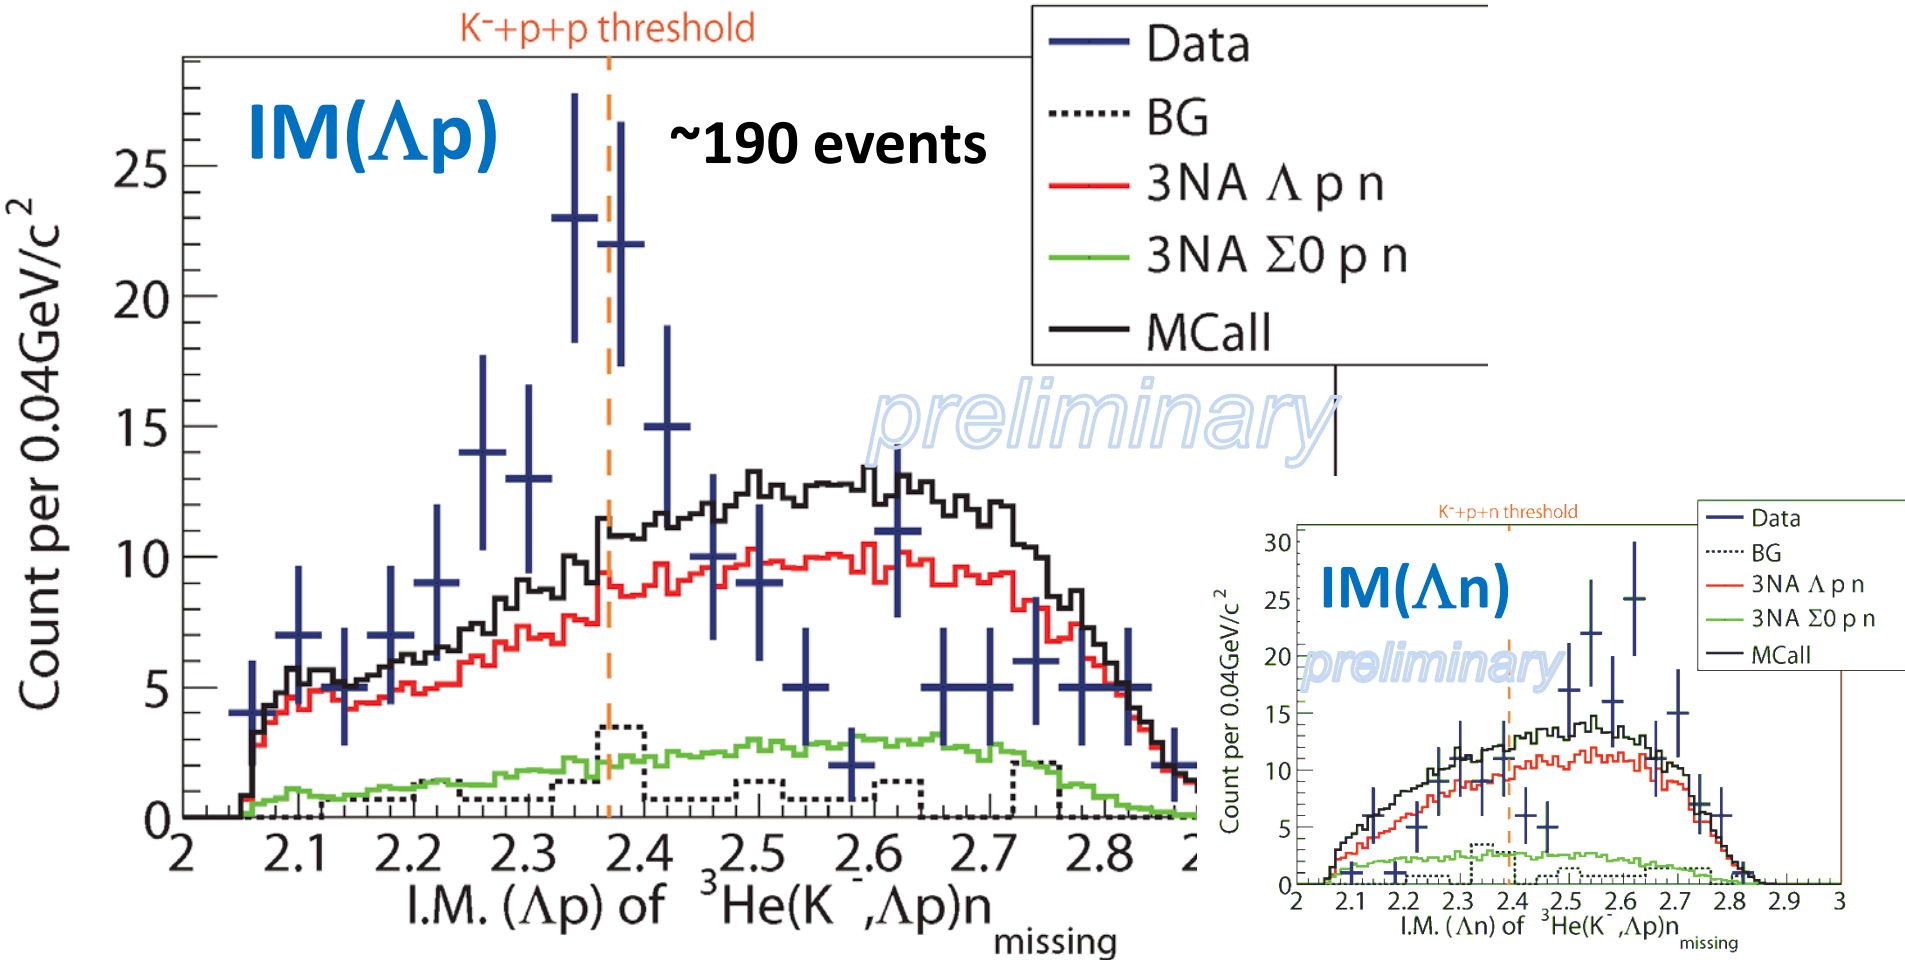 K⁻+p+p threshold
IM(Λp)
~190 events
Data
BG
3NA Λ p n
3NA Σ0 p n
MCall
preliminary
Count per 0.04GeV/c²
25
20
15
10
5
0
2 2.1 2.2 2.3 2.4 2.5 2.6 2.7 2.8 2
I.M. (Λp) of ³He(K⁻,Λp)n missing
K⁻+p+n threshold
IM(Λn)
Data
BG
3NA Λ p n
3NA Σ0 p n
MCall
preliminary
Count per 0.04GeV/c²
30
25
20
15
10
5
0
2 2.1 2.2 2.3 2.4 2.5 2.6 2.7 2.8 2.9 3
I.M. (Λn) of ³He(K⁻,Λp)n missing